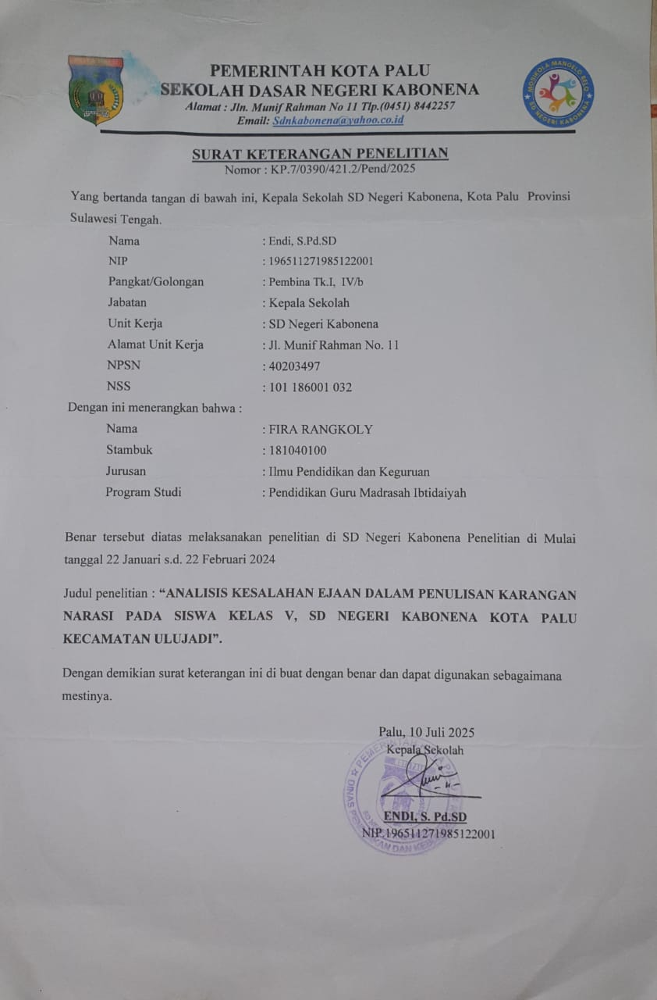 PEMERINTAH KOTA PALU
SEKOLAH DASAR NEGERI KABONENA
Alamat : Jln. Munif Rahman No 11 Tlp.(0451) 8442257
Email: Sdnkabonena@yahoo.co.id
MOSIKOLA MANGELO BELO
SD NEGERI KABONENA
SURAT KETERANGAN PENELITIAN
Nomor : KP.7/0390/421.2/Pend/2025
Yang bertanda tangan di bawah ini, Kepala Sekolah SD Negeri Kabonena, Kota Palu Provinsi
Sulawesi Tengah.
Nama : Endi, S.Pd.SD
NIP : 196511271985122001
Pangkat/Golongan : Pembina Tk.I, IV/b
Jabatan : Kepala Sekolah
Unit Kerja : SD Negeri Kabonena
Alamat Unit Kerja : Jl. Munif Rahman No. 11
NPSN : 40203497
NSS : 101 186001 032
Dengan ini menerangkan bahwa :
Nama : FIRA RANGKOLY
Stambuk : 181040100
Jurusan : Ilmu Pendidikan dan Keguruan
Program Studi : Pendidikan Guru Madrasah Ibtidaiyah
Benar tersebut diatas melaksanakan penelitian di SD Negeri Kabonena Penelitian di Mulai
tanggal 22 Januari s.d. 22 Februari 2024
Judul penelitian : “ANALISIS KESALAHAN EJAAN DALAM PENULISAN KARANGAN
NARASI PADA SISWA KELAS V, SD NEGERI KABONENA KOTA PALU
KECAMATAN ULUJADI”.
Dengan demikian surat keterangan ini di buat dengan benar dan dapat digunakan sebagaimana
mestinya.
Palu, 10 Juli 2025
Kepala Sekolah
ENDI, S. Pd.SD
NIP.196511271985122001